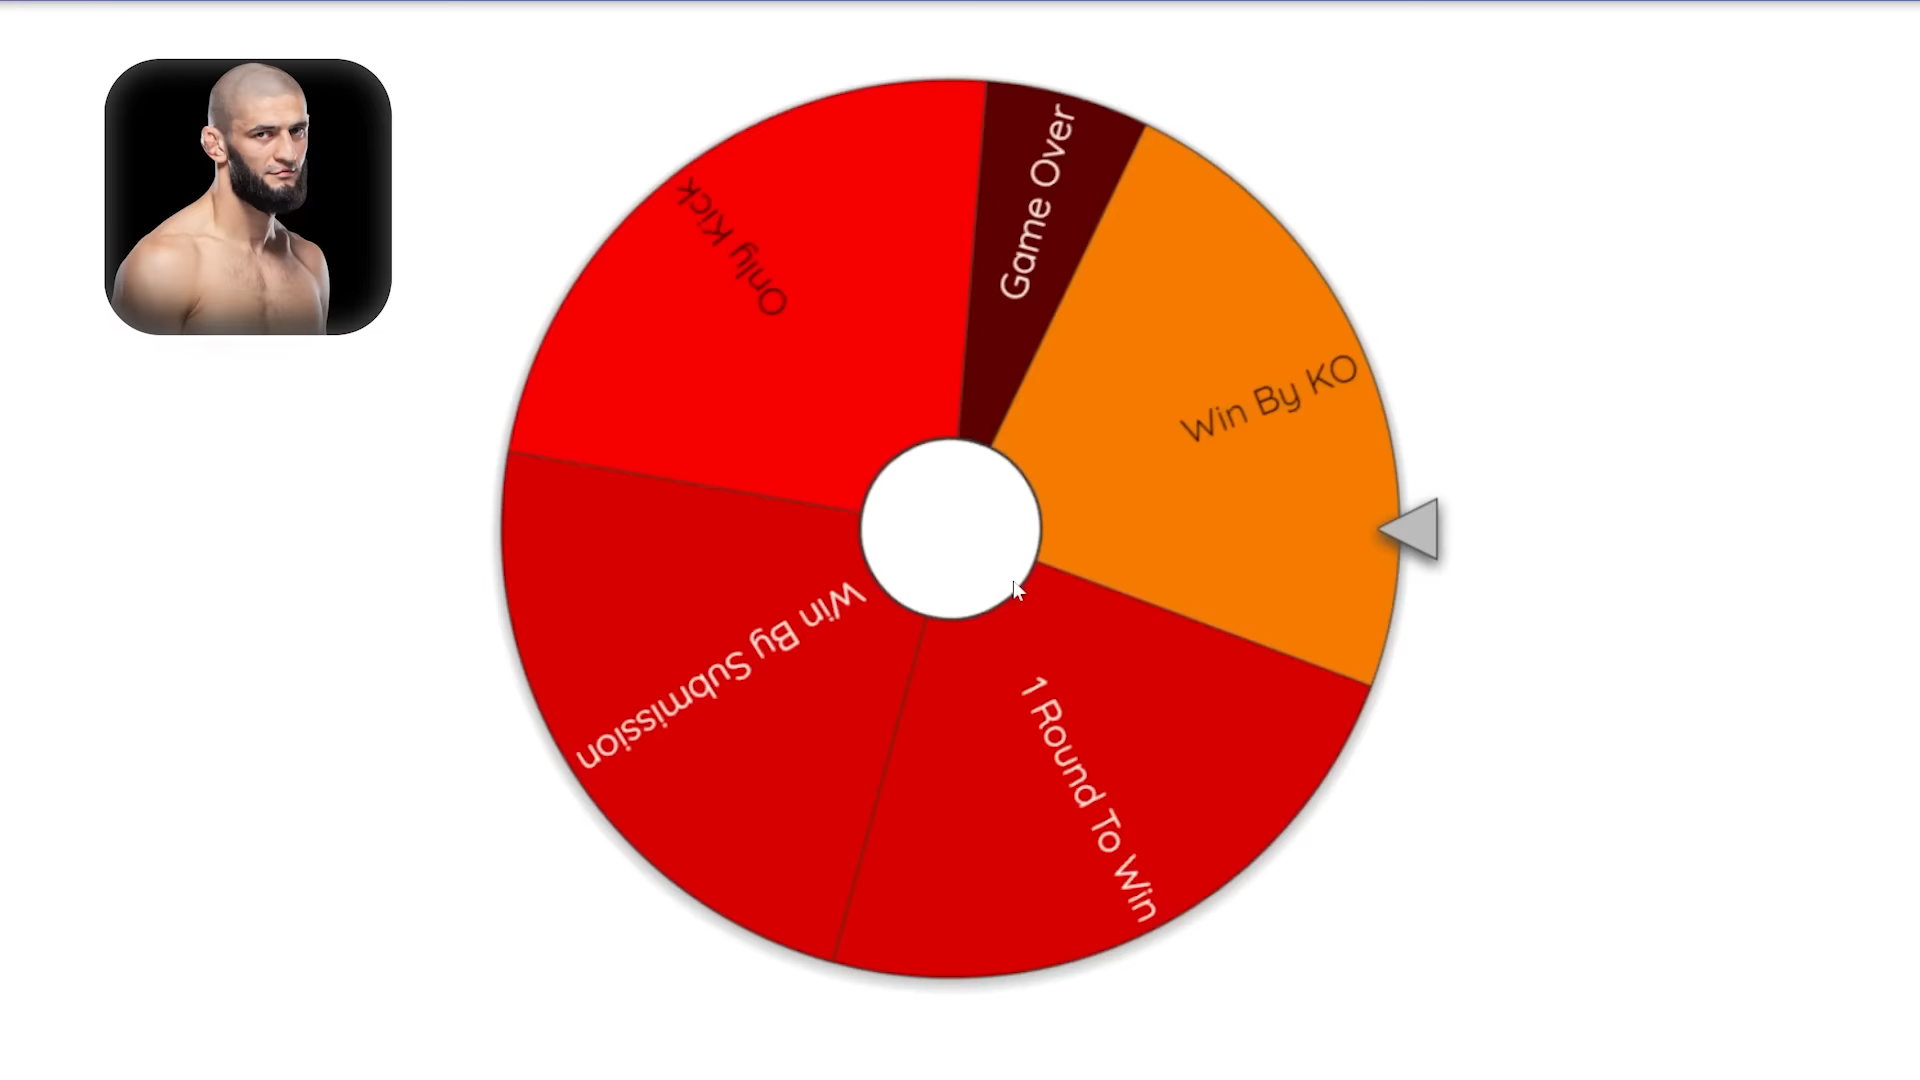 Game Over
Only Kick
Win By KO
Win By Submission
1 Round To Win